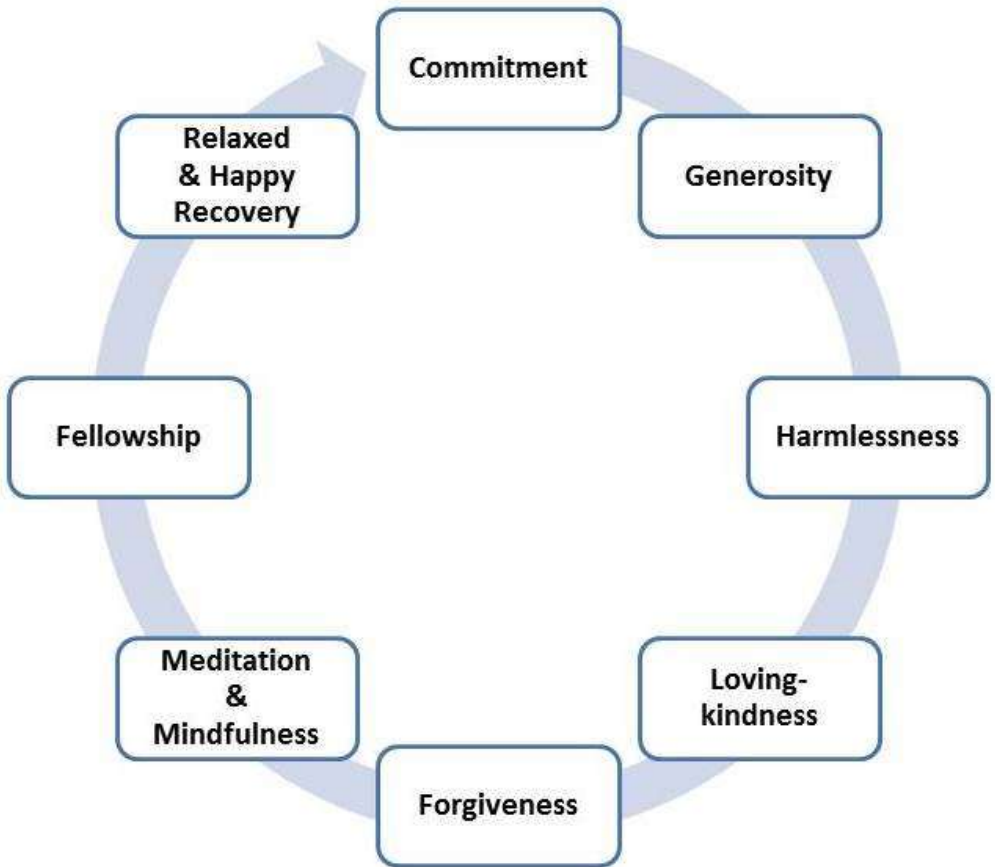 Commitment
Generosity
Harmlessness
Loving-
kindness
Forgiveness
Meditation
&
Mindfulness
Fellowship
Relaxed
& Happy
Recovery